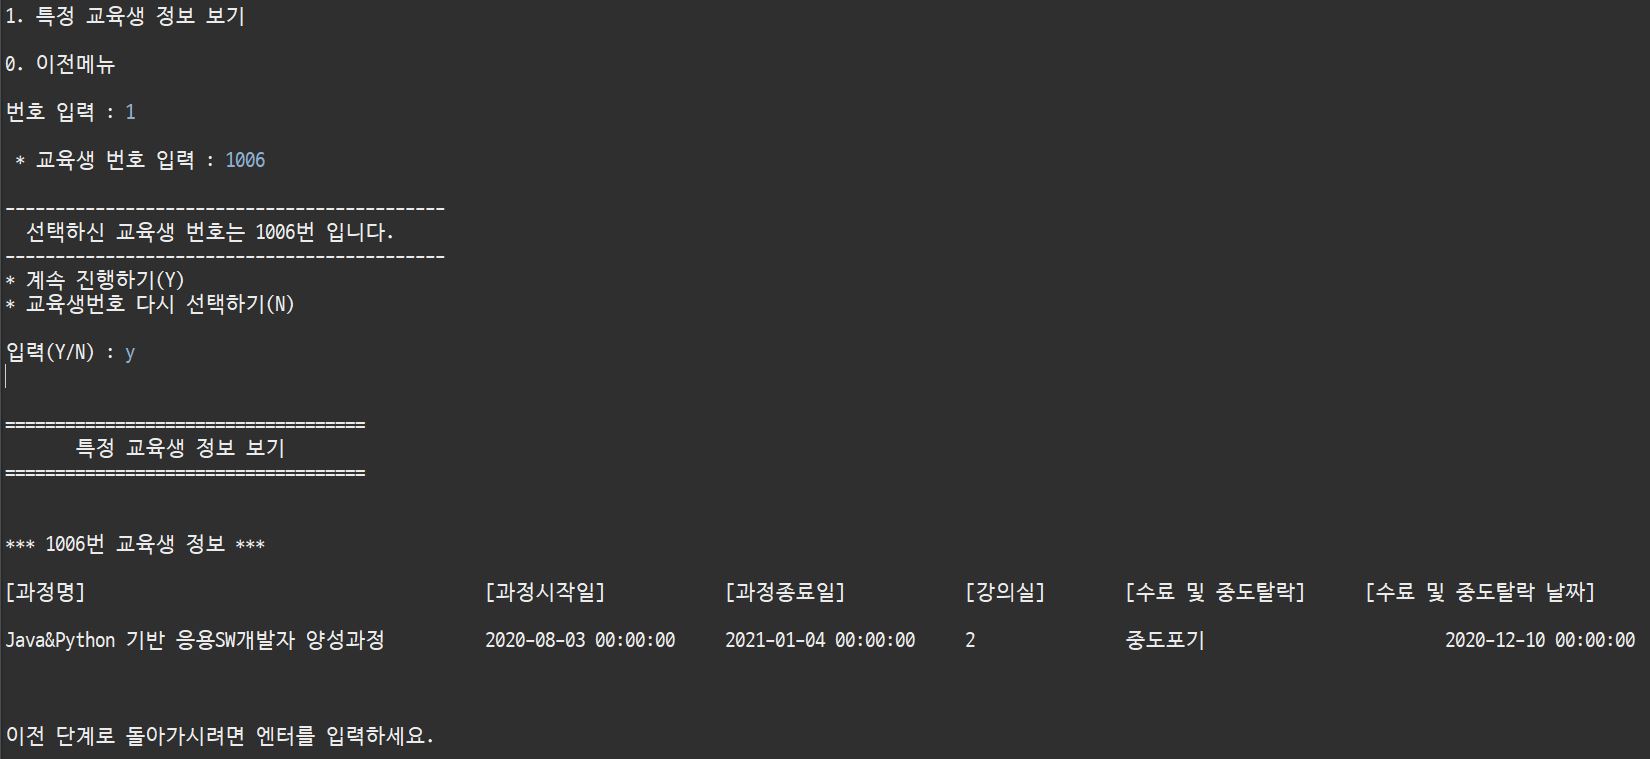 1. 특정 교육생 정보 보기
0. 이전메뉴
번호 입력 : 1
* 교육생 번호 입력 : 1006
--------------------------------------------
선택하신 교육생 번호는 1006번 입니다.
--------------------------------------------
* 계속 진행하기(Y)
* 교육생번호 다시 선택하기(N)
입력(Y/N) : y
====================================
특정 교육생 정보 보기
====================================
*** 1006번 교육생 정보 ***
[과정명] [과정시작일] [과정종료일] [강의실] [수료 및 중도탈락] [수료 및 중도탈락 날짜]
Java&Python 기반 응용SW개발자 양성과정 2020-08-03 00:00:00 2021-01-04 00:00:00 2 중도포기 2020-12-10 00:00:00
이전 단계로 돌아가시려면 엔터를 입력하세요.